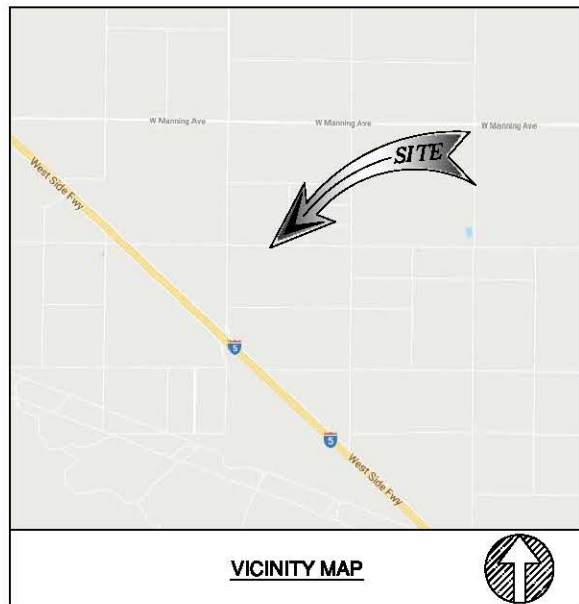 W Manning Ave
W Manning Ave
W Manning Ave
SITE
West Side Fwy
5
5
West Side Fwy
VICINITY MAP